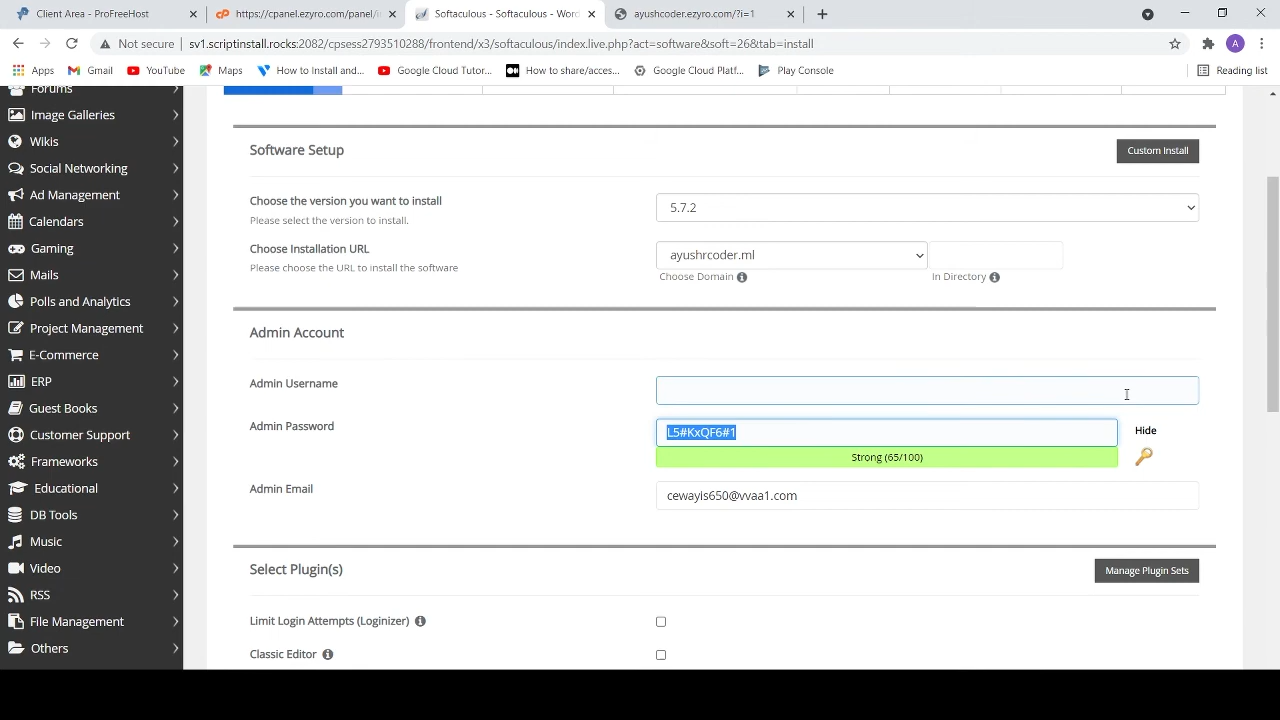 Client Area - ProFreeHost
https://cpanel.ezyro.com/panel/i
Softaculous - Softaculous - Wor
ayushcoder.ezyro.com/?i=1
Not secure | sv1.scriptinstall.rocks:2082/cpsess2793510288/frontend/x3/softaculous/index.live.php?act=software&soft=26&tab=install
A
Apps Gmail YouTube Maps How to Install and... Google Cloud Tutor... How to share/acces... Google Cloud Platf... Play Console Reading list
Forums
Image Galleries
Wikis
Social Networking
Ad Management
Calendars
Gaming
Mails
Polls and Analytics
Project Management
E-Commerce
ERP
Guest Books
Customer Support
Frameworks
Educational
DB Tools
Music
Video
RSS
File Management
Others
Software Setup
Custom Install
Choose the version you want to install
Please select the version to install.
5.7.2
Choose Installation URL
Please choose the URL to install the software
ayushrcoder.ml
Choose Domain
In Directory
Admin Account
Admin Username
Admin Password
L5#KxQF6#1
Hide
Strong (65/100)
Admin Email
cewayis650@vvaa1.com
Select Plugin(s)
Manage Plugin Sets
Limit Login Attempts (Loginizer)
Classic Editor